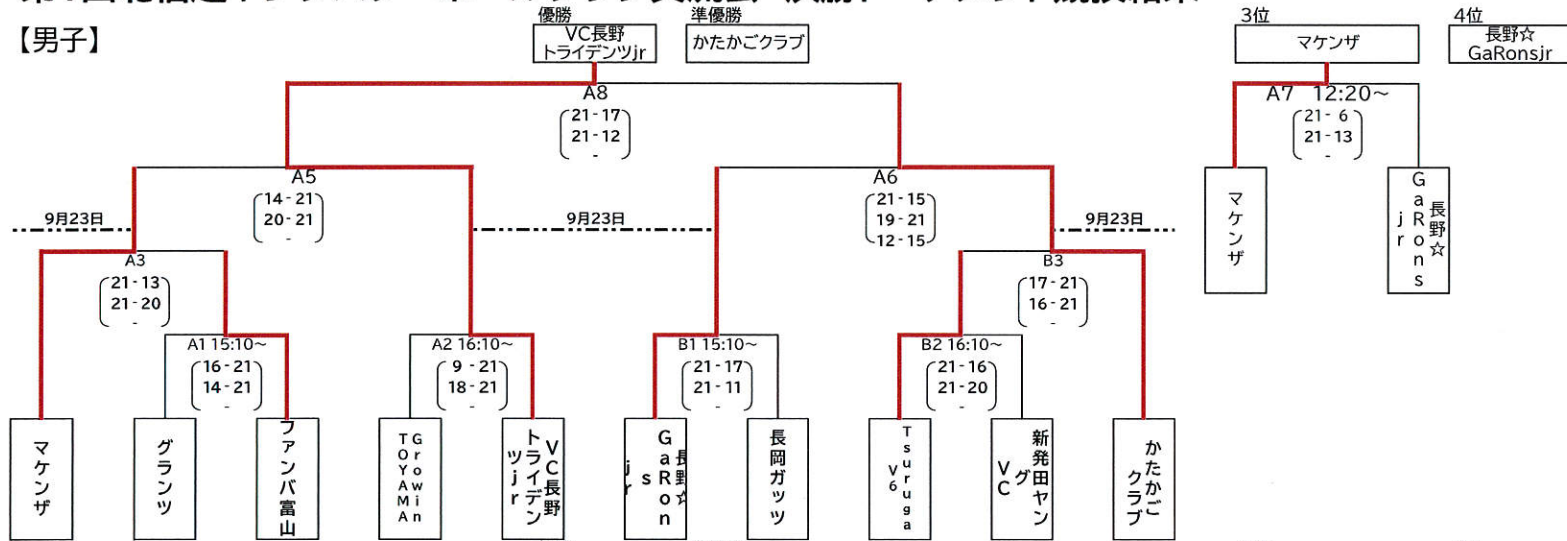 【男子】
優勝
VC長野
トライデンツjr
準優勝
かたかごクラブ
3位
マケンザ
4位
長野☆
GaRonsjr
A8
21-17
21-12
-
A7 12:20～
21- 6
21-13
-
マケンザ
長野☆
GaRons
jr
A5
14-21
20-21
-
A6
21-15
19-21
12-15
9月23日
9月23日
9月23日
A3
21-13
21-20
-
B3
17-21
16-21
-
A1 15:10～
16-21
14-21
-
A2 16:10～
9 -21
18-21
-
B1 15:10～
21-17
21-11
-
B2 16:10～
21-16
21-20
-
マケンザ
グランツ
ファンバ富山
Growin
TOYAMA
VC長野
トライデン
ツjr
長野☆
GaRon
s
jr
長岡ガッツ
Tsuruga
V6
新発田ヤン
グ
VC
かたかご
クラブ